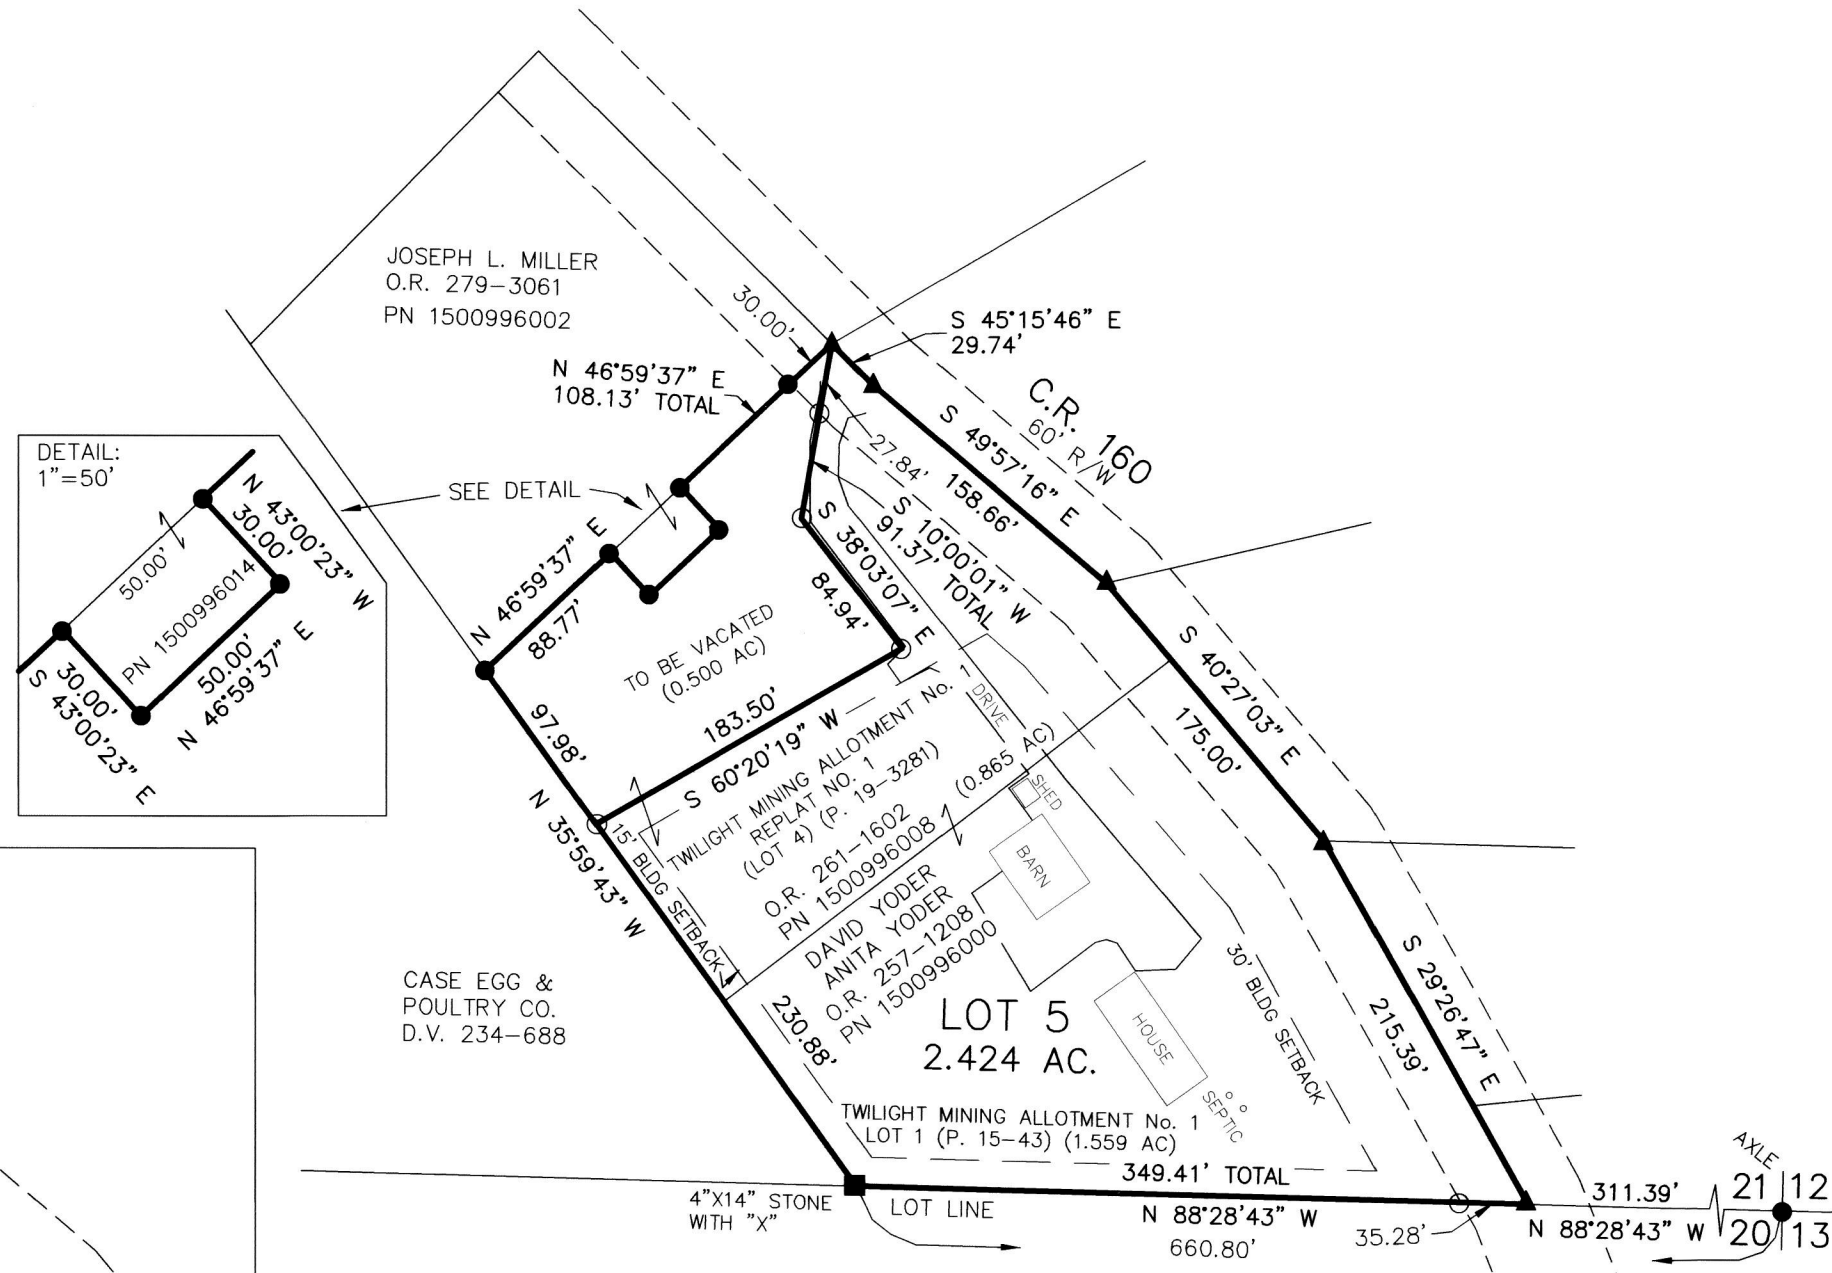 JOSEPH L. MILLER
O.R. 279-3061
PN 1500996002
30.00'
S 45°15'46" E
29.74'
N 46°59'37" E
108.13' TOTAL
C.R. 160
60' R/W
S 49°57'16" E
158.66'
27.84'
S 10°00'01" W
91.37' TOTAL
DETAIL:
1"=50'
SEE DETAIL
N 43°00'23" W
30.00'
50.00'
PN 1500996014
50.00'
N 46°59'37" E
30.00'
S 43°00'23" E
N 46°59'37" E
88.77'
S 38°03'07" E
84.94'
TO BE VACATED
(0.500 AC)
97.98'
183.50'
S 60°20'19" W
N 35°59'43" W
S 40°27'03" E
175.00'
DRIVE
TWILIGHT MINING ALLOTMENT No. 1
REPLAT NO. 1
(LOT 4) (P. 19-3281)
(0.865 AC)
O.R. 261-1602
PN 1500996008
15' BLDG SETBACK
SHED
BARN
DAVID YODER
ANITA YODER
O.R. 257-1208
PN 1500996000
CASE EGG &
POULTRY CO.
D.V. 234-688
230.88'
LOT 5
2.424 AC.
HOUSE
SEPTIC
30' BLDG SETBACK
S 29°26'47" E
215.39'
TWILIGHT MINING ALLOTMENT No. 1
LOT 1 (P. 15-43) (1.559 AC)
349.41' TOTAL
4"X14" STONE
WITH "X"
LOT LINE
N 88°28'43" W
660.80'
35.28'
311.39'
N 88°28'43" W
AXLE
21 12
20 13